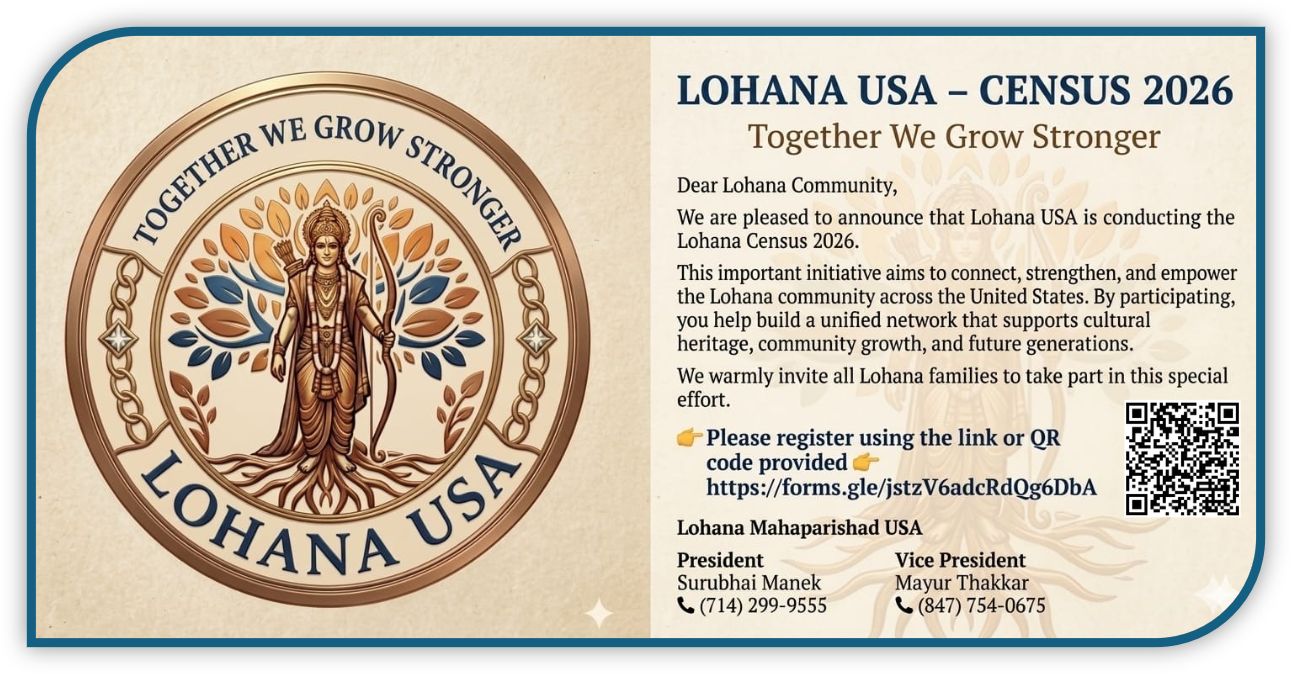 TOGETHER WE GROW STRONGER
LOHANA USA
LOHANA USA – CENSUS 2026
Together We Grow Stronger
Dear Lohana Community,
We are pleased to announce that Lohana USA is conducting the
Lohana Census 2026.
This important initiative aims to connect, strengthen, and empower
the Lohana community across the United States. By participating,
you help build a unified network that supports cultural
heritage, community growth, and future generations.
We warmly invite all Lohana families to take part in this special
effort.
👉 Please register using the link or QR
code provided 👉
https://forms.gle/jstzV6adcRdQg6DbA
Lohana Mahaparishad USA
President
Surubhai Manek
📞 (714) 299-9555
Vice President
Mayur Thakkar
📞 (847) 754-0675